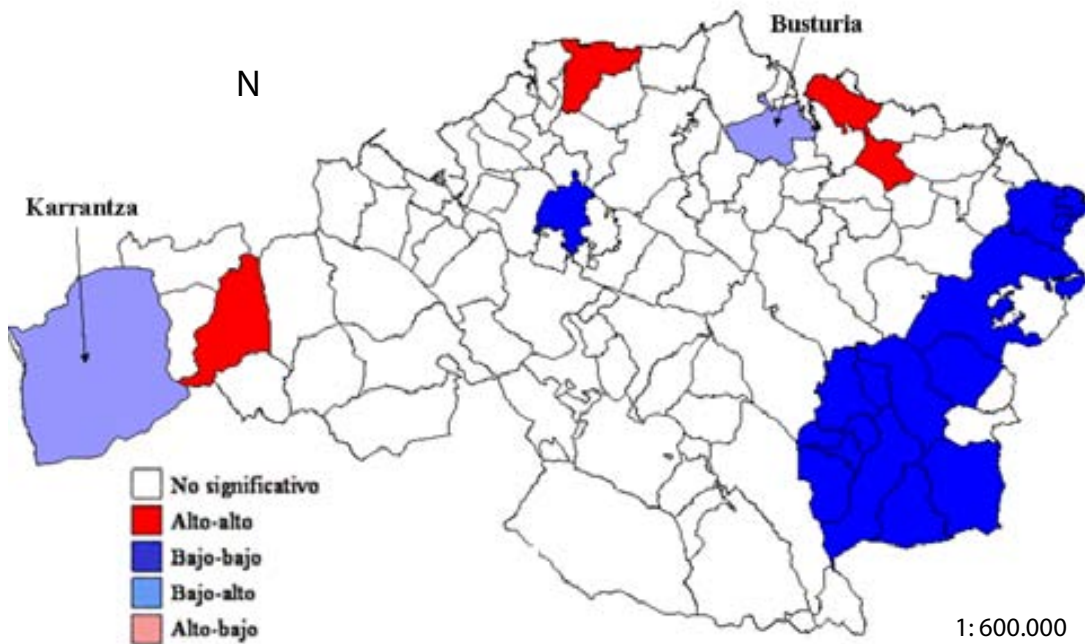 Busturia
N
Karrantza
No significativo
Alto-alto
Bajo-bajo
Bajo-alto
Alto-bajo
1: 600.000